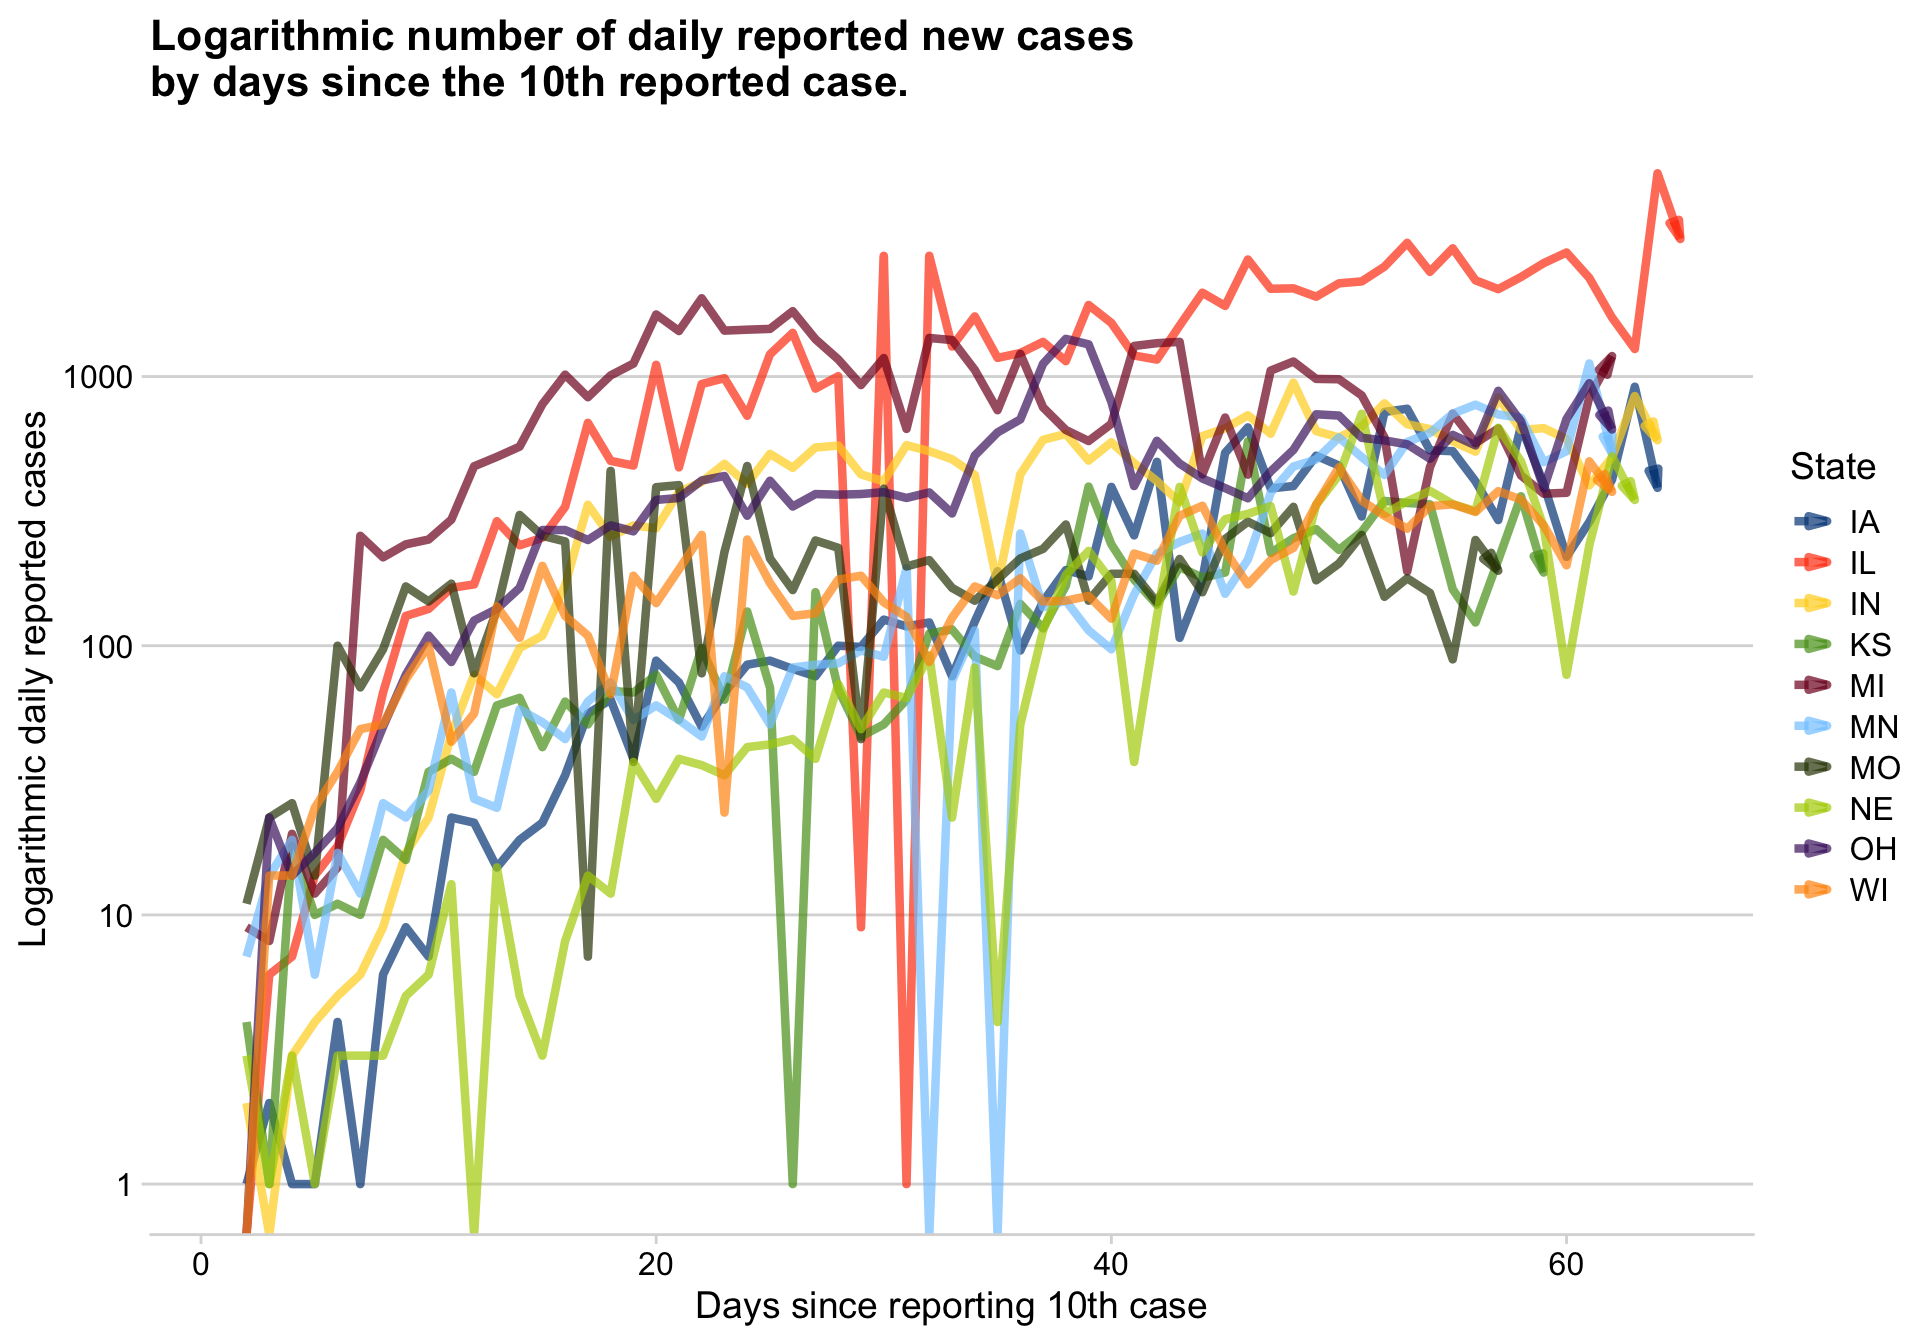 Logarithmic number of daily reported new cases
by days since the 10th reported case.
Logarithmic daily reported cases
1000
100
10
1
0
20
40
60
Days since reporting 10th case
State
IA
IL
IN
KS
MI
MN
MO
NE
OH
WI